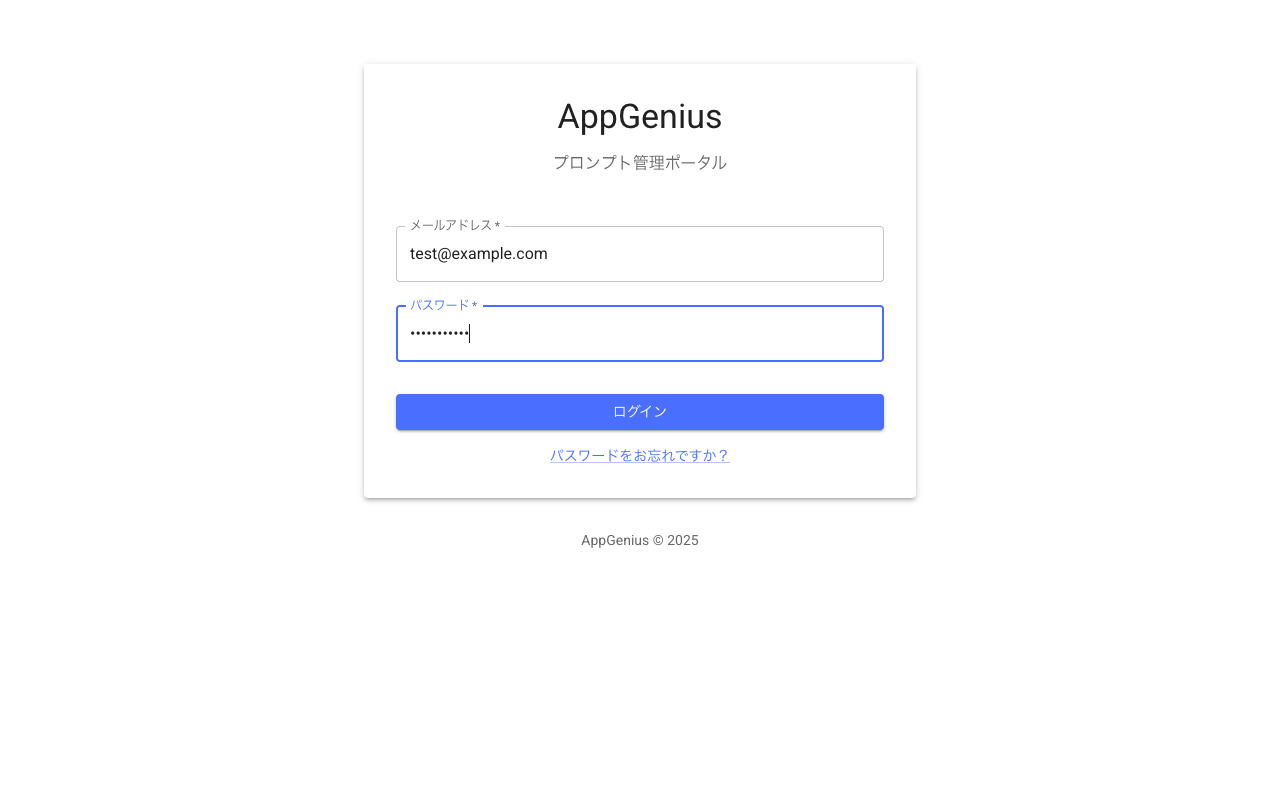 AppGenius
プロンプト管理ポータル
メールアドレス *
test@example.com
パスワード *
•••••••••••
ログイン
パスワードをお忘れですか？
AppGenius © 2025